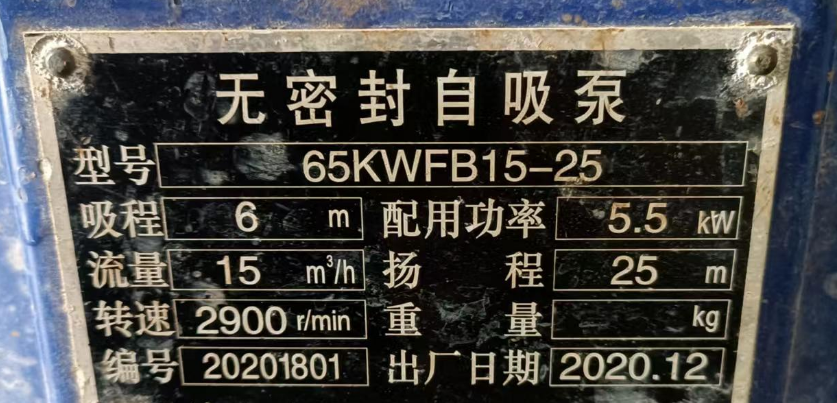 无密封自吸泵
型号 65KWFB15-25
吸程 6 m 配用功率 5.5 kW
流量 15 m³/h 扬程 25 m
转速 2900 r/min 重量 kg
编号 20201801 出厂日期 2020.12